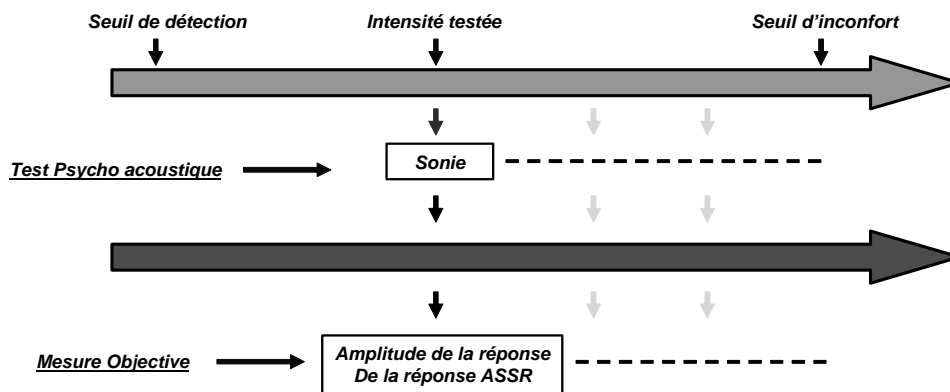 Seuil de détection
Intensité testée
Seuil d'inconfort
Test Psycho acoustique
Sonie
Mesure Objective
Amplitude de la réponse
De la réponse ASSR